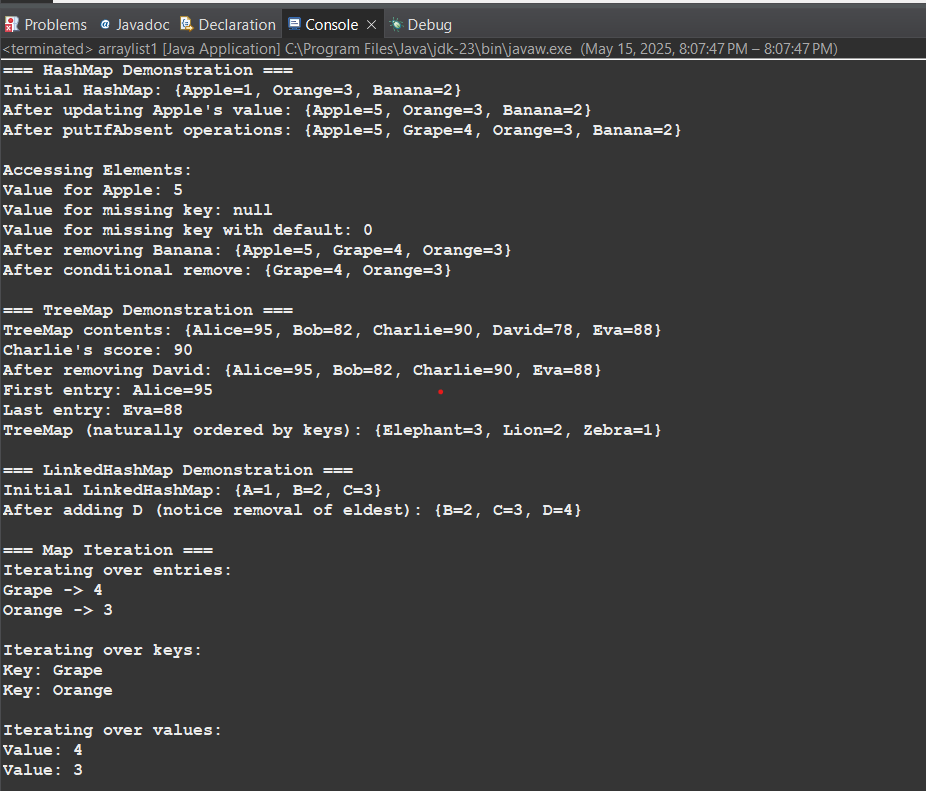 Problems Javadoc Declaration Console Debug
<terminated> arraylist1 [Java Application] C:\Program Files\Java\jdk-23\bin\javaw.exe (May 15, 2025, 8:07:47 PM – 8:07:47 PM)
=== HashMap Demonstration ===
Initial HashMap: {Apple=1, Orange=3, Banana=2}
After updating Apple's value: {Apple=5, Orange=3, Banana=2}
After putIfAbsent operations: {Apple=5, Grape=4, Orange=3, Banana=2}

Accessing Elements:
Value for Apple: 5
Value for missing key: null
Value for missing key with default: 0
After removing Banana: {Apple=5, Grape=4, Orange=3}
After conditional remove: {Grape=4, Orange=3}

=== TreeMap Demonstration ===
TreeMap contents: {Alice=95, Bob=82, Charlie=90, David=78, Eva=88}
Charlie's score: 90
After removing David: {Alice=95, Bob=82, Charlie=90, Eva=88}
First entry: Alice=95
Last entry: Eva=88
TreeMap (naturally ordered by keys): {Elephant=3, Lion=2, Zebra=1}

=== LinkedHashMap Demonstration ===
Initial LinkedHashMap: {A=1, B=2, C=3}
After adding D (notice removal of eldest): {B=2, C=3, D=4}

=== Map Iteration ===
Iterating over entries:
Grape -> 4
Orange -> 3

Iterating over keys:
Key: Grape
Key: Orange

Iterating over values:
Value: 4
Value: 3